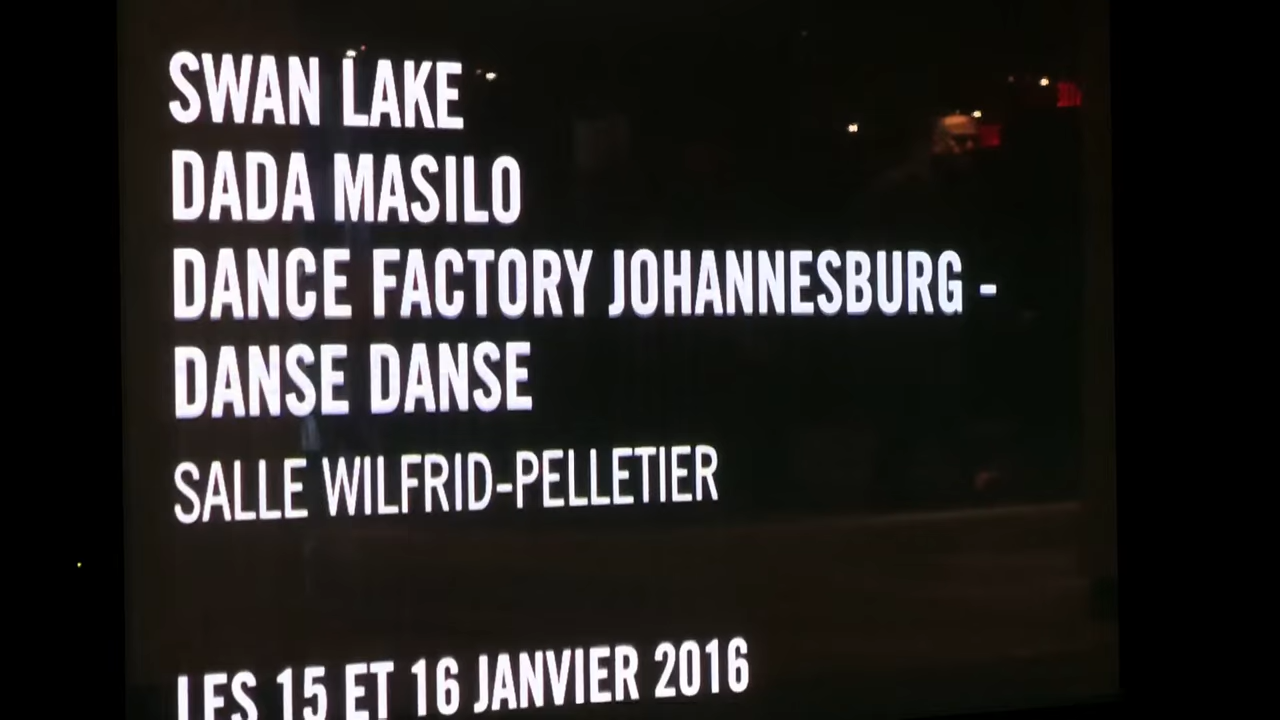 SWAN LAKE
DADA MASILO
DANCE FACTORY JOHANNESBURG -
DANSE DANSE
SALLE WILFRID-PELLETIER
LES 15 ET 16 JANVIER 2016